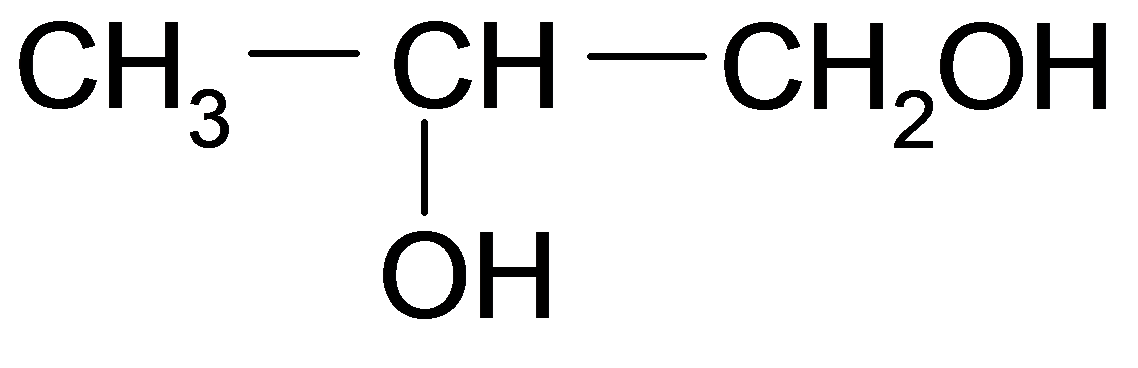 CH₃ — CH — CH₂OH
OH